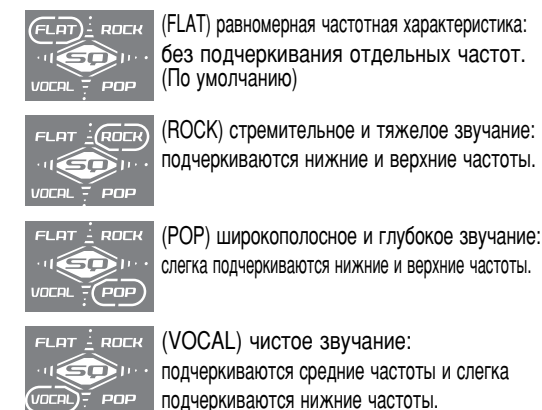 FLAT ROCK
SQ
VOCAL POP
(FLAT) равномерная частотная характеристика:
без подчеркивания отдельных частот.
(По умолчанию)
FLAT ROCK
SQ
VOCAL POP
(ROCK) стремительное и тяжелое звучание:
подчеркиваются нижние и верхние частоты.
FLAT ROCK
SQ
VOCAL POP
(POP) широкополосное и глубокое звучание:
слегка подчеркиваются нижние и верхние частоты.
FLAT ROCK
SQ
VOCAL POP
(VOCAL) чистое звучание:
подчеркиваются средние частоты и слегка
подчеркиваются нижние частоты.